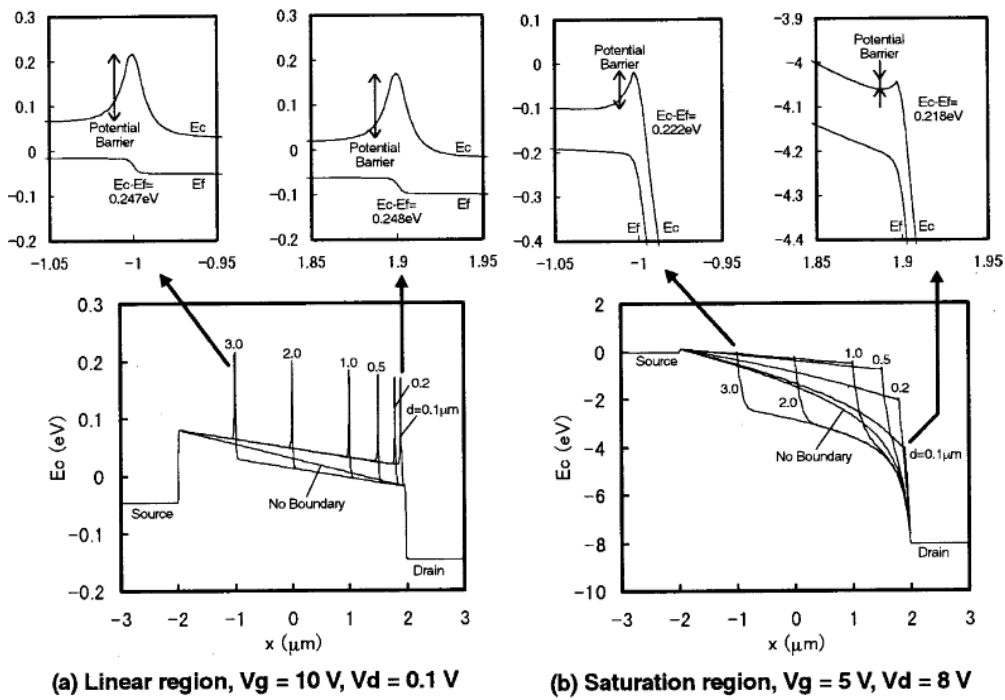 0.3
0.2
0.1
0
−0.1
−0.2
Potential
Barrier
Ec
Ef
Ec-Ef=
0.247eV
−1.05
−1
−0.95
0.3
0.2
0.1
0
−0.1
−0.2
Potential
Barrier
Ec
Ef
Ec-Ef=
0.248eV
1.85
1.9
1.95
0.1
0
−0.1
−0.2
−0.3
−0.4
Potential
Barrier
Ec-Ef=
0.222eV
Ef
Ec
−1.05
−1
−0.95
−3.9
−4
−4.1
−4.2
−4.3
−4.4
Potential
Barrier
Ec-Ef=
0.218eV
Ef
Ec
1.85
1.9
1.95
0.3
0.2
0.1
0
−0.1
−0.2
Ec (eV)
3.0
2.0
1.0
0.5
0.2
d=0.1μm
No Boundary
Source
Drain
−3
−2
−1
0
1
2
3
x (μm)
2
0
−2
−4
−6
−8
−10
Ec (eV)
Source
1.0
0.5
0.2
3.0
2.0
d=0.1μm
No Boundary
Drain
−3
−2
−1
0
1
2
3
x (μm)
(a) Linear region, Vg = 10 V, Vd = 0.1 V
(b) Saturation region, Vg = 5 V, Vd = 8 V